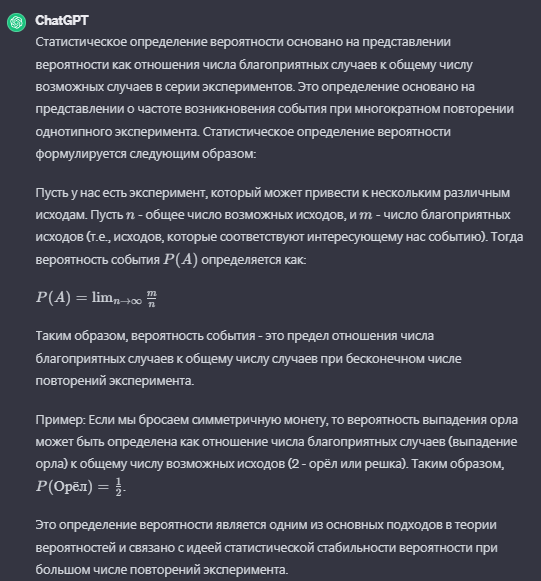 ChatGPT
Статистическое определение вероятности основано на представлении
вероятности как отношения числа благоприятных случаев к общему числу
возможных случаев в серии экспериментов. Это определение основано на
представлении о частоте возникновения события при многократном повторении
однотипного эксперимента. Статистическое определение вероятности
формулируется следующим образом:
Пусть у нас есть эксперимент, который может привести к нескольким различным
исходам. Пусть n - общее число возможных исходов, и m - число благоприятных
исходов (т.е., исходов, которые соответствуют интересующему нас событию). Тогда
вероятность события P(A) определяется как:
P(A) = lim n→∞ m/n
Таким образом, вероятность события - это предел отношения числа
благоприятных случаев к общему числу случаев при бесконечном числе
повторений эксперимента.
Пример: Если мы бросаем симметричную монету, то вероятность выпадения орла
может быть определена как отношение числа благоприятных случаев (выпадение
орла) к общему числу возможных исходов (2 - орёл или решка). Таким образом,
P(Орёл) = 1/2.
Это определение вероятности является одним из основных подходов в теории
вероятностей и связано с идеей статистической стабильности вероятности при
большом числе повторений эксперимента.